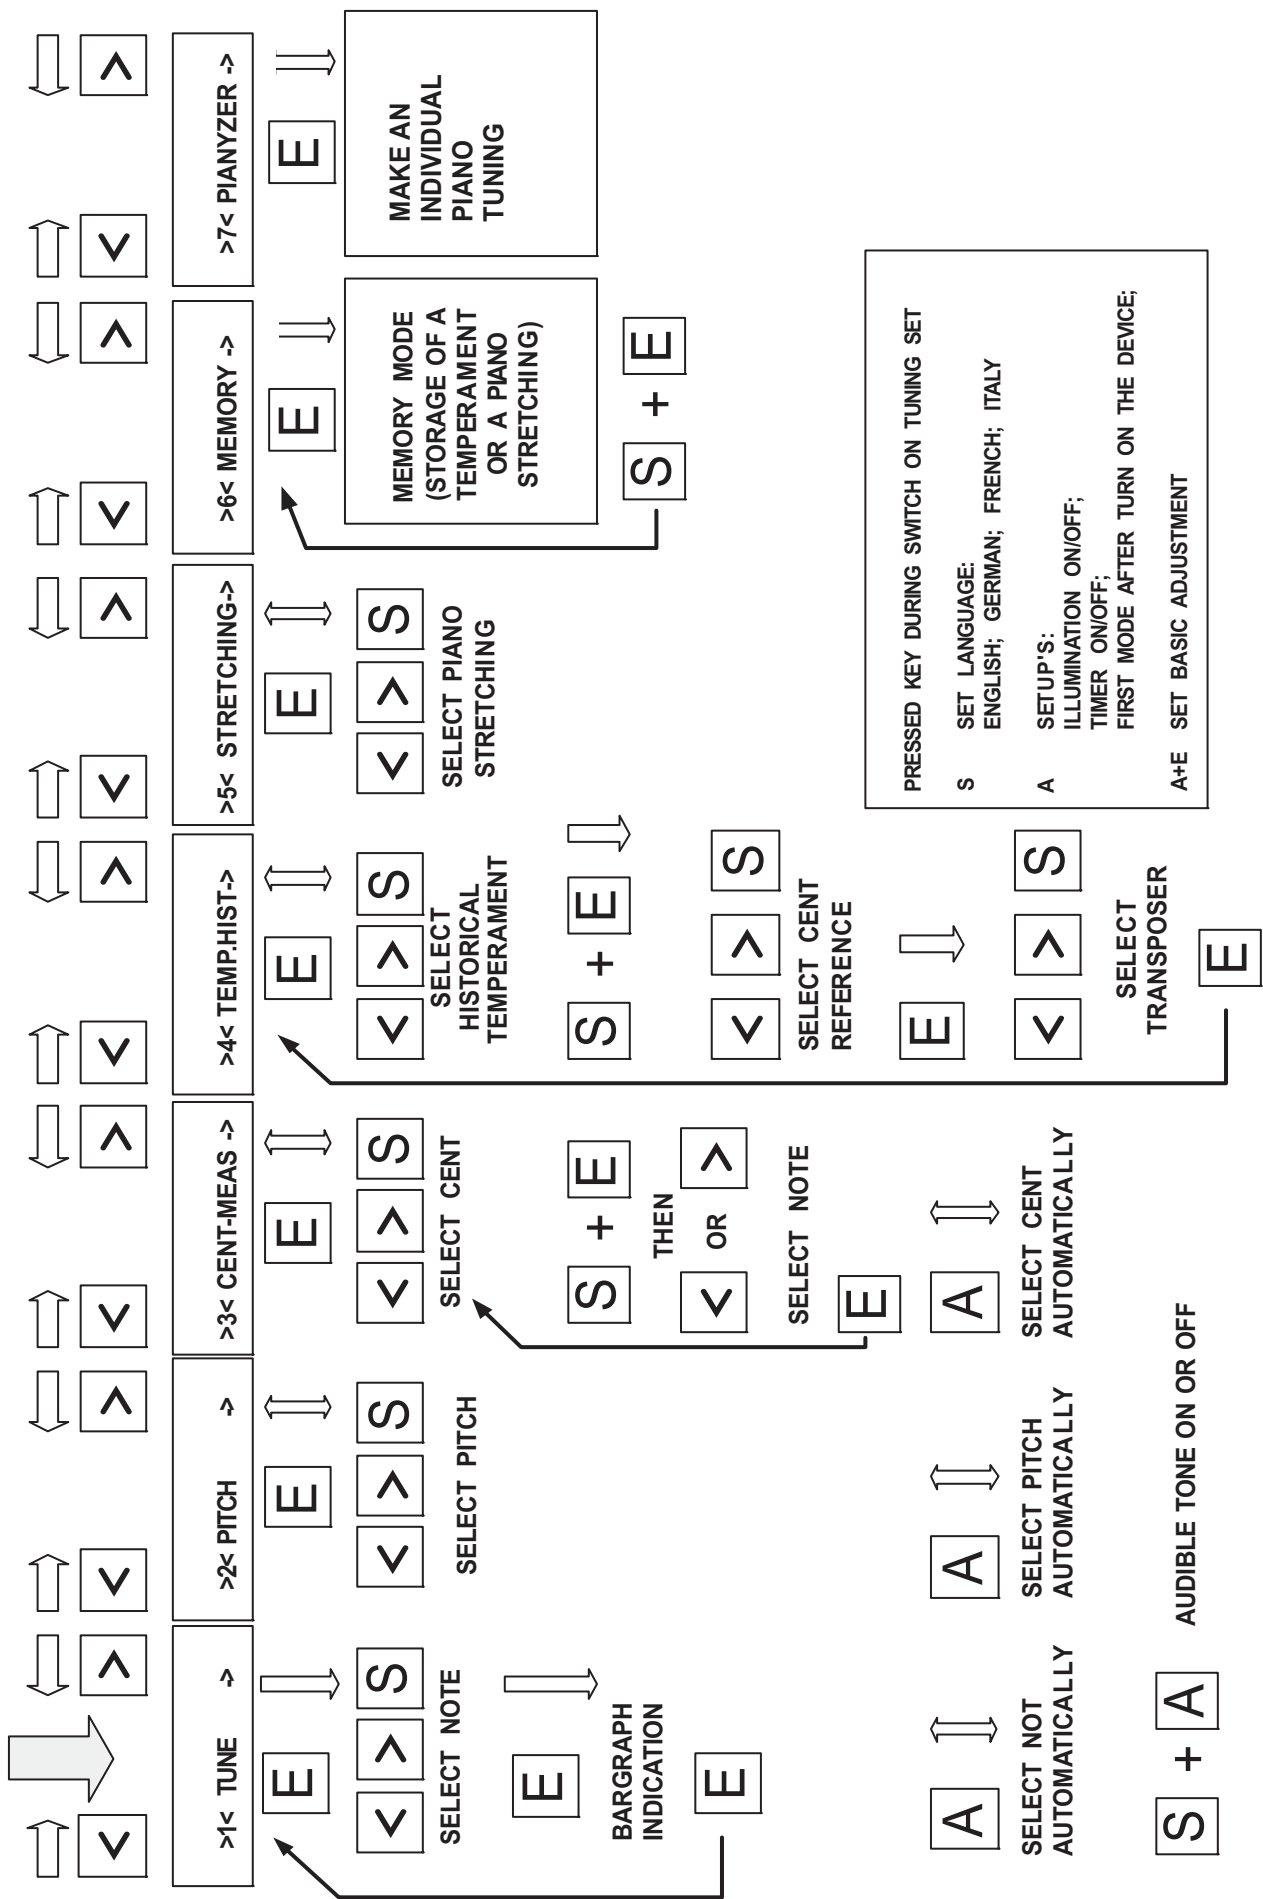 < > < > < > < > < > < > < >
>1< TUNE ->
E
< > S
SELECT NOTE
E
BARGRAPH
INDICATION
E
A
SELECT NOT
AUTOMATICALLY
S + A
AUDIBLE TONE ON OR OFF
>2< PITCH ->
E
< > S
SELECT PITCH
A
SELECT PITCH
AUTOMATICALLY
>3< CENT-MEAS ->
E
< > S
SELECT CENT
S + E
THEN
< OR >
SELECT NOTE
E
A
SELECT CENT
AUTOMATICALLY
>4< TEMP.HIST->
E
< > S
SELECT
HISTORICAL
TEMPERAMENT
S + E
< > S
SELECT CENT
REFERENCE
E
< > S
SELECT
TRANSPOSER
E
>5< STRETCHING->
E
< > S
SELECT PIANO
STRETCHING
>6< MEMORY ->
E
MEMORY MODE
(STORAGE OF A
TEMPERAMENT
OR A PIANO
STRETCHING)
S + E
>7< PIANYZER ->
E
MAKE AN
INDIVIDUAL
PIANO
TUNING
PRESSED KEY DURING SWITCH ON TUNING SET
S SET LANGUAGE:
ENGLISH; GERMAN; FRENCH; ITALY
A SETUP'S:
ILLUMINATION ON/OFF;
TIMER ON/OFF;
FIRST MODE AFTER TURN ON THE DEVICE;
A+E SET BASIC ADJUSTMENT